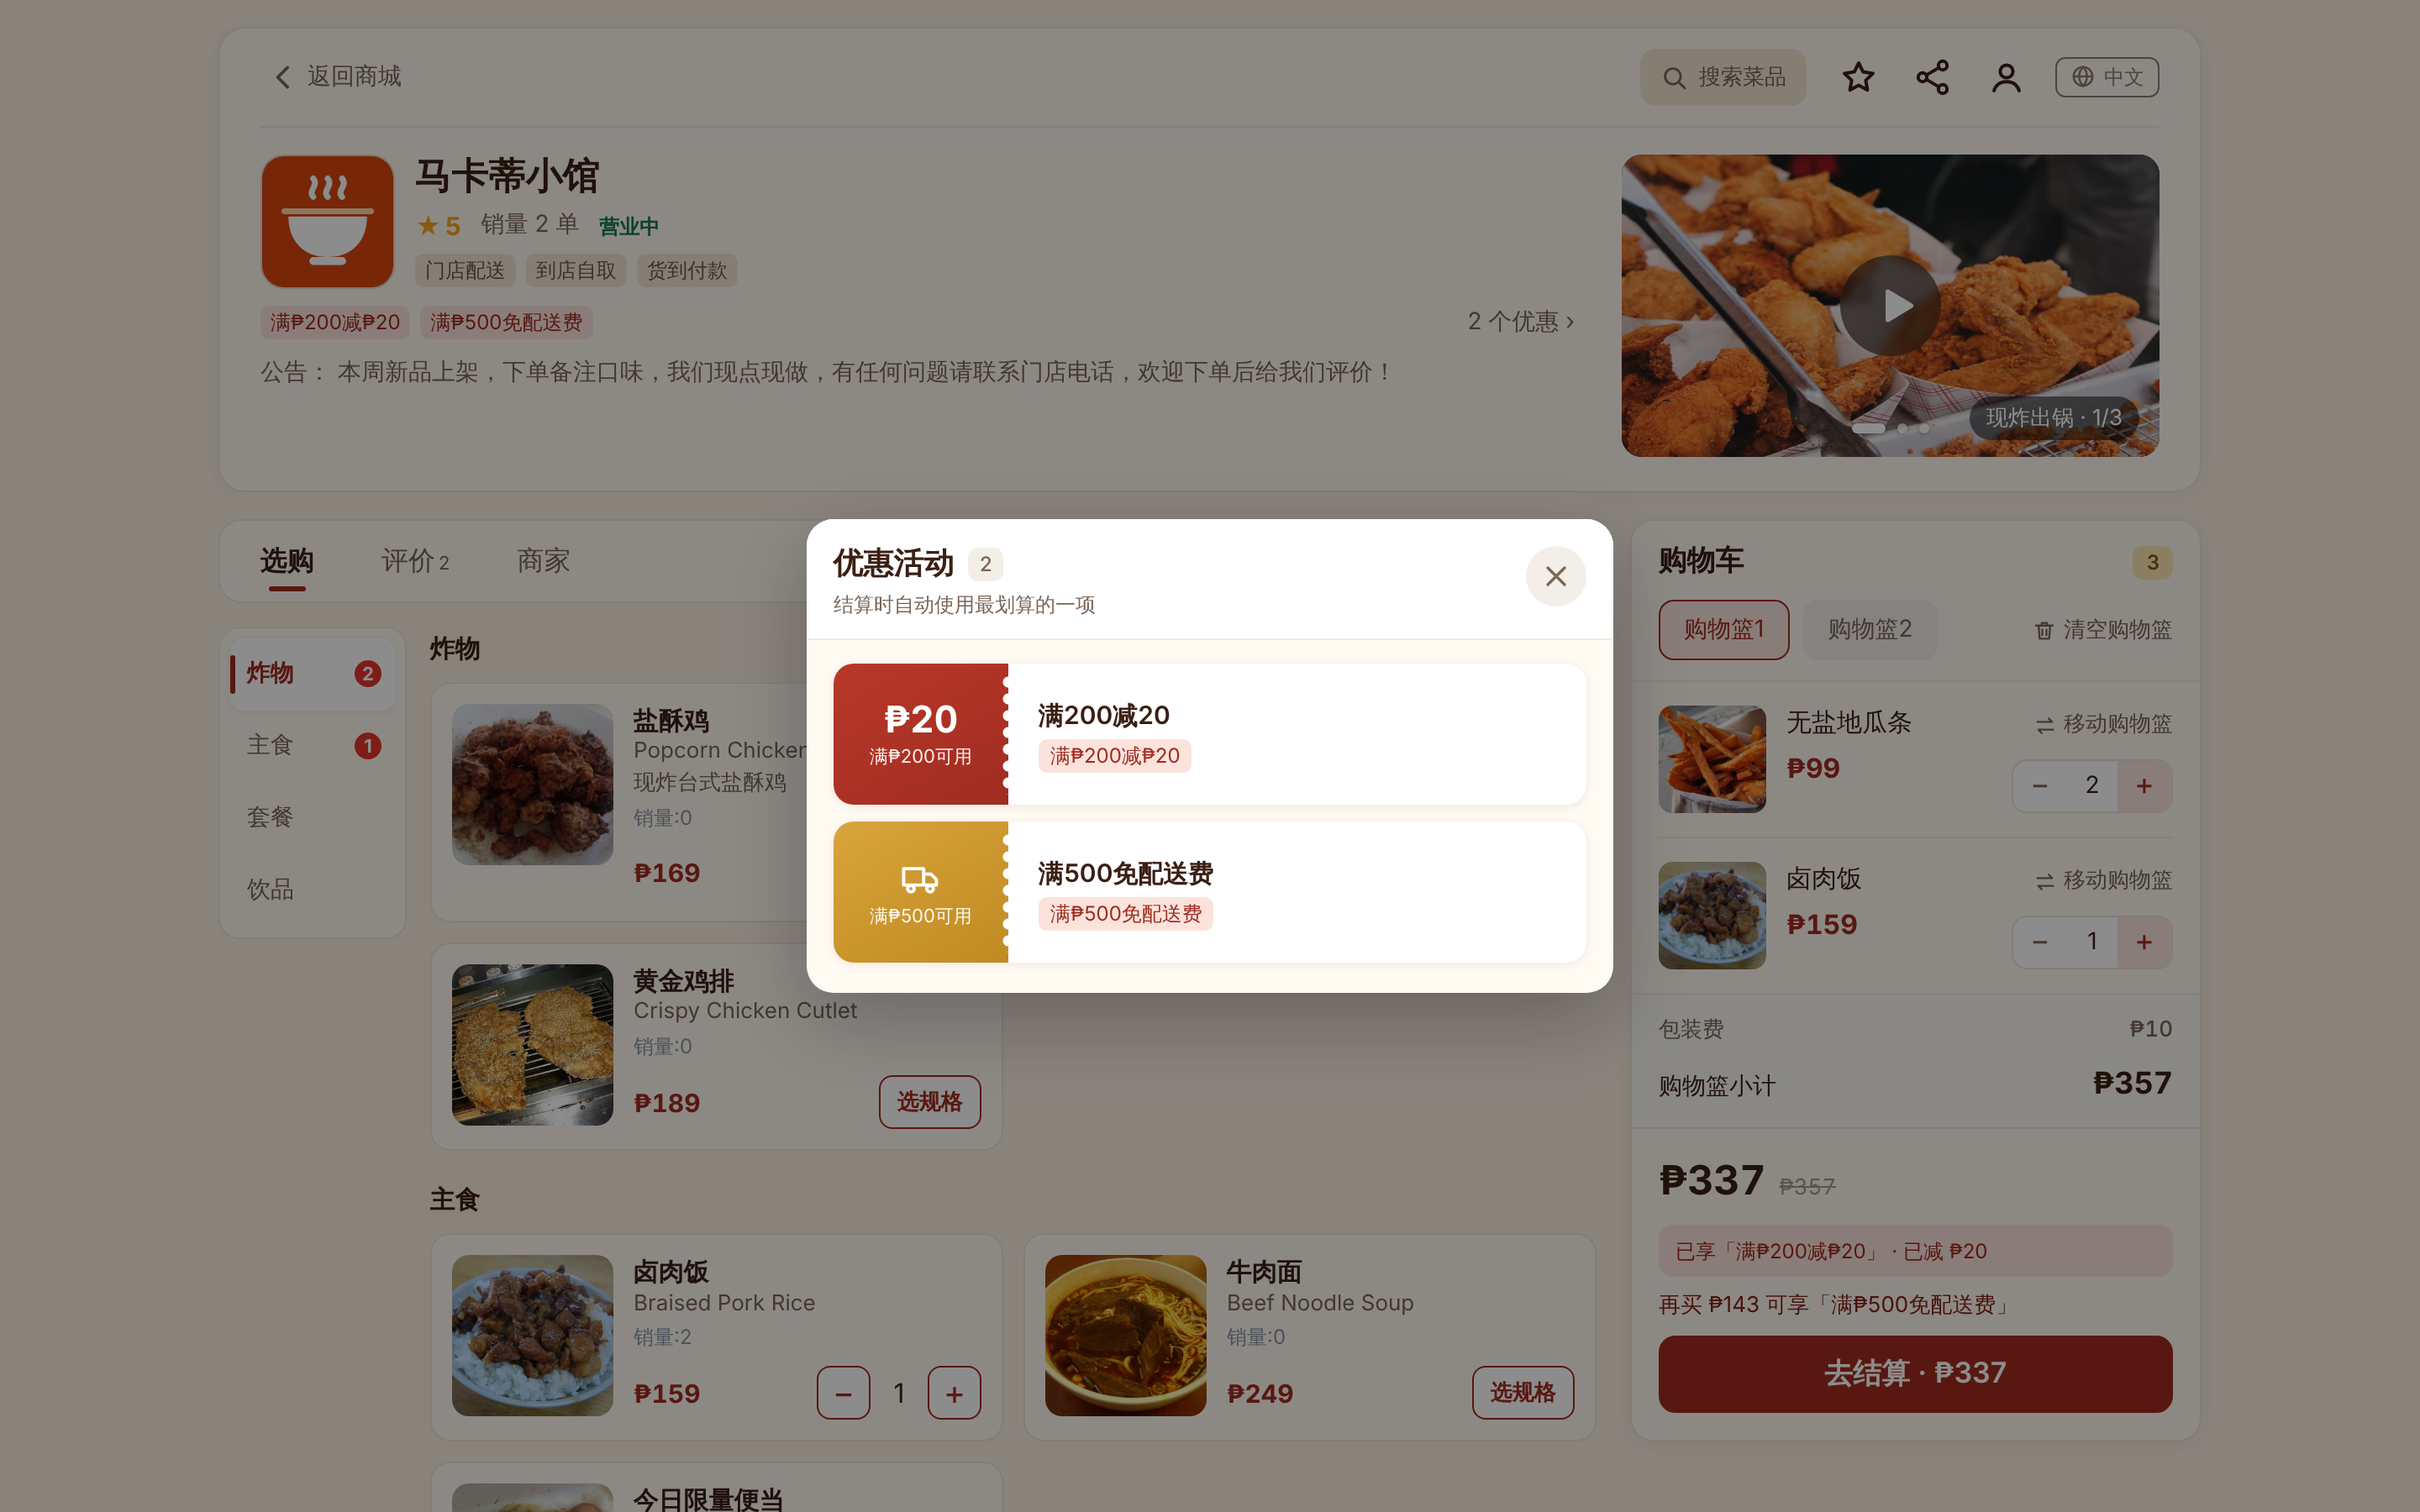 返回商城
搜索菜品
中文
马卡蒂小馆
★ 5 销量 2 单 营业中
门店配送 到店自取 货到付款
满₱200减₱20 满₱500免配送费
2 个优惠 ›
公告： 本周新品上架，下单备注口味，我们现点现做，有任何问题请联系门店电话，欢迎下单后给我们评价！
现炸出锅 · 1/3
选购 评价 2 商家
炸物 2
主食 1
套餐
饮品
炸物
盐酥鸡
Popcorn Chicken
现炸台式盐酥鸡
销量:0
₱169
黄金鸡排
Crispy Chicken Cutlet
销量:0
₱189
选规格
主食
卤肉饭
Braised Pork Rice
销量:2
₱159
− 1 +
牛肉面
Beef Noodle Soup
销量:0
₱249
选规格
今日限量便当
优惠活动 2
结算时自动使用最划算的一项
₱20
满₱200可用
满200减20
满₱200减₱20
满₱500可用
满500免配送费
满₱500免配送费
购物车 3
购物篮1 购物篮2 清空购物篮
无盐地瓜条 移动购物篮
₱99
− 2 +
卤肉饭 移动购物篮
₱159
− 1 +
包装费 ₱10
购物篮小计 ₱357
₱337 ₱357
已享「满₱200减₱20」 · 已减 ₱20
再买 ₱143 可享「满₱500免配送费」
去结算 · ₱337